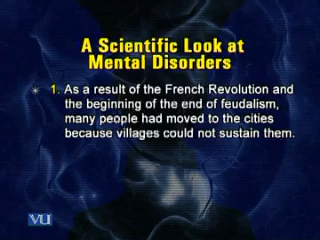 A Scientific Look at
Mental Disorders
1. As a result of the French Revolution and
the beginning of the end of feudalism,
many people had moved to the cities
because villages could not sustain them.
VU